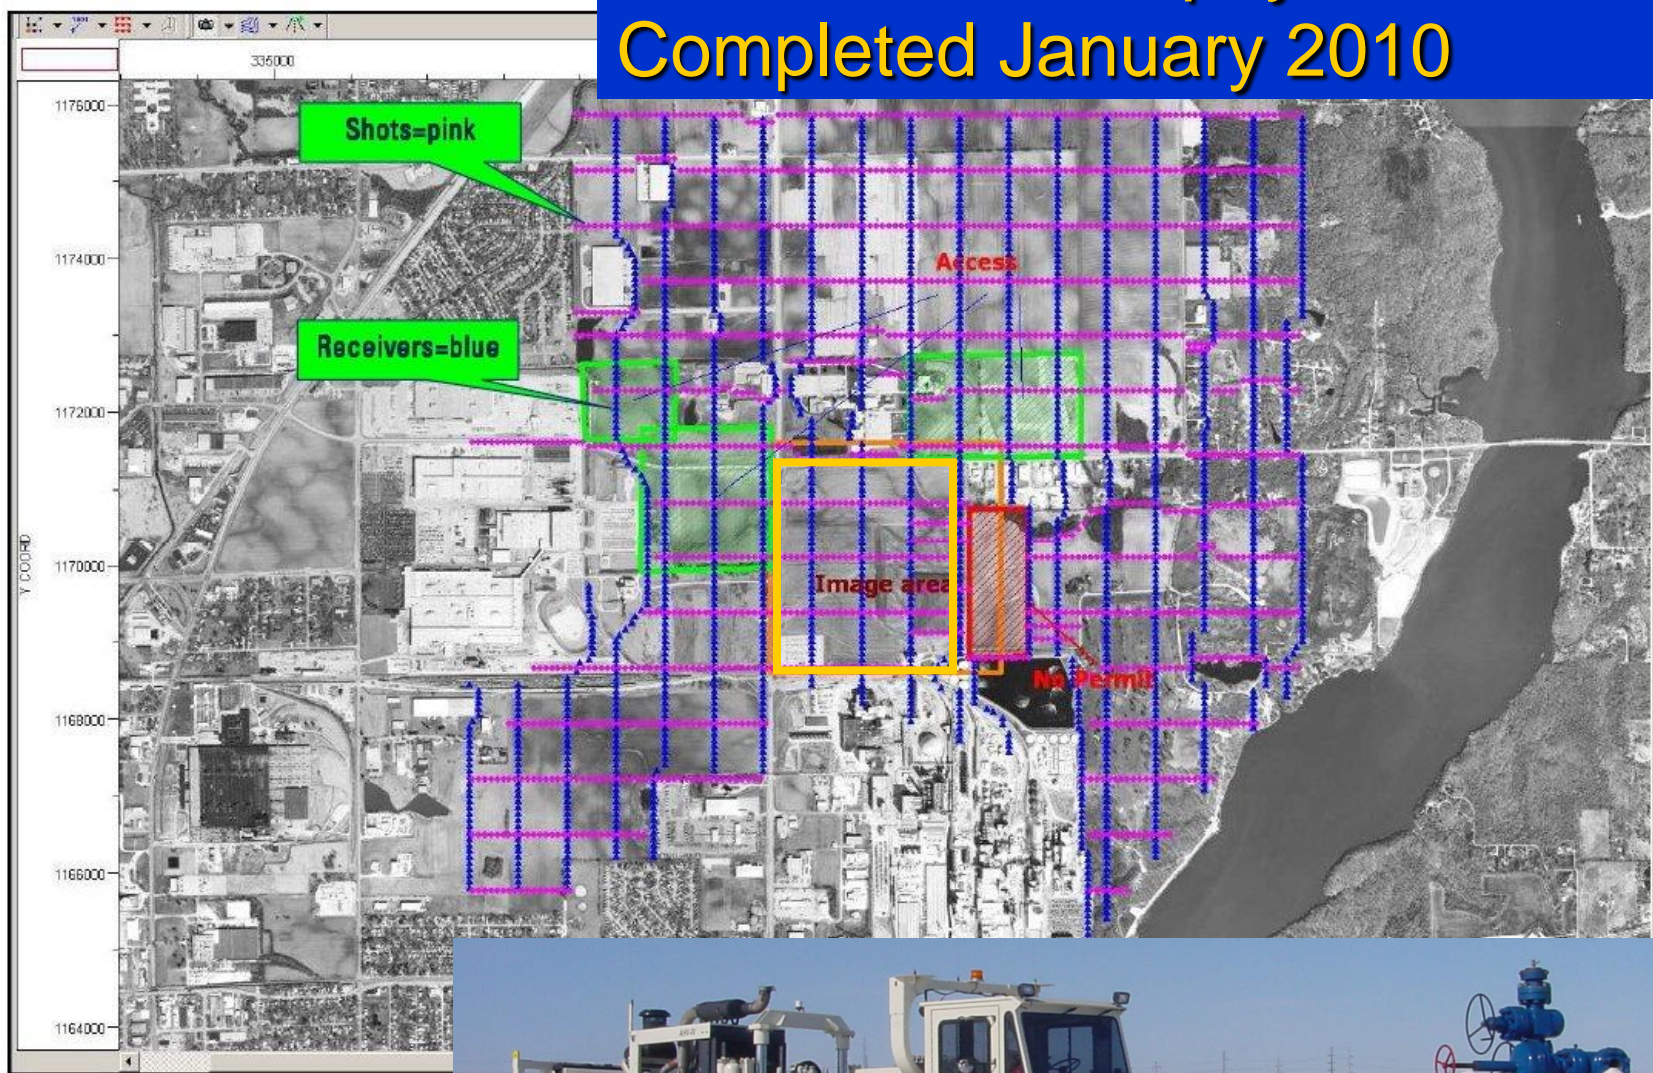 Completed January 2010
335000
1176000
Shots=pink
1174000
Access
Receivers=blue
1172000
1170000
Y COORD
Image area
No Permit
1168000
1166000
1164000